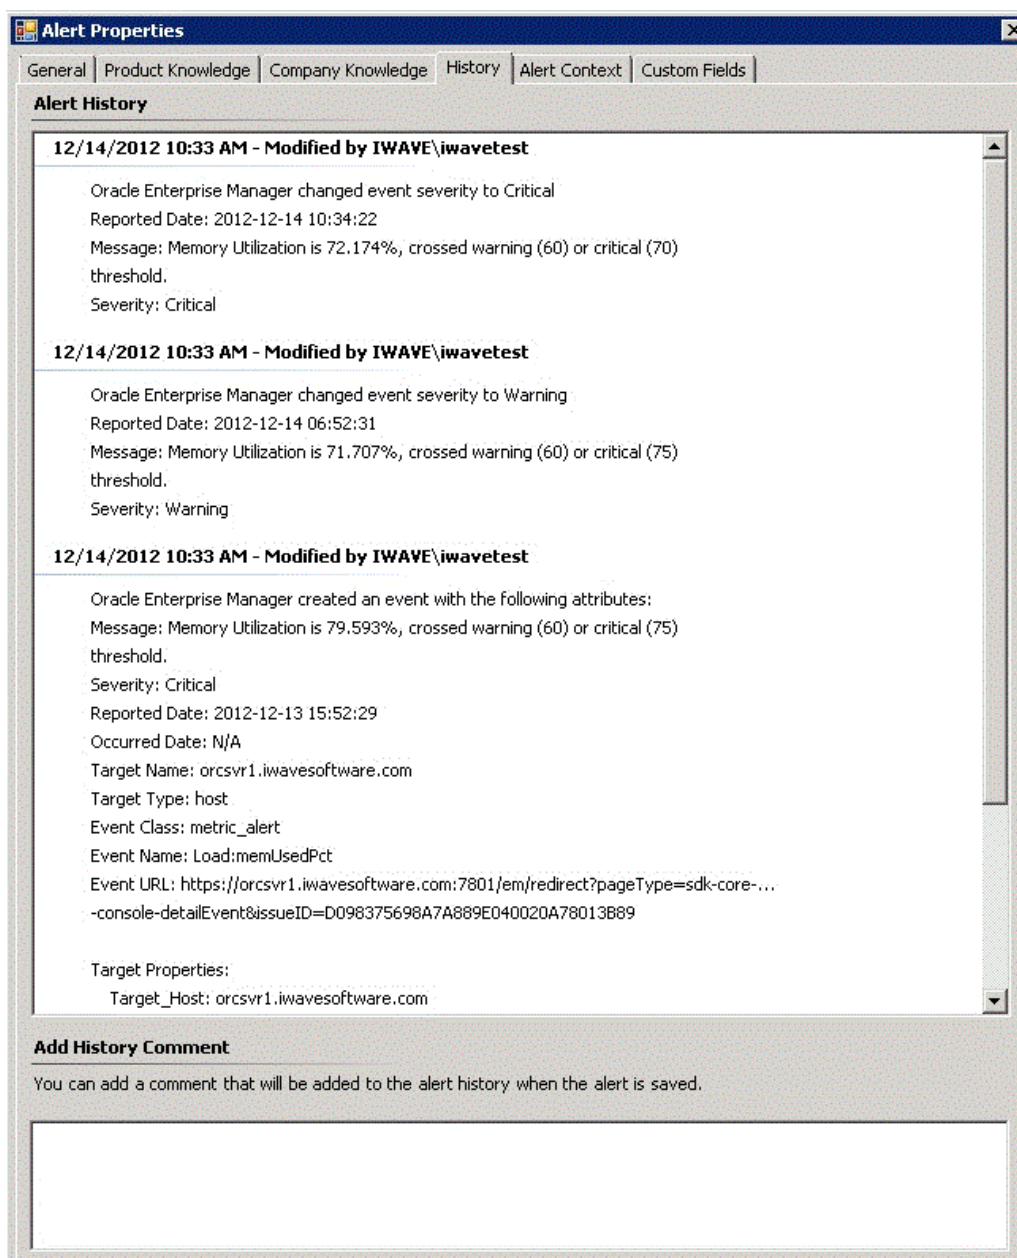 Alert Properties
General
Product Knowledge
Company Knowledge
History
Alert Context
Custom Fields
Alert History
12/14/2012 10:33 AM - Modified by IWAVE\iwavetest
Oracle Enterprise Manager changed event severity to Critical
Reported Date: 2012-12-14 10:34:22
Message: Memory Utilization is 72.174%, crossed warning (60) or critical (70)
threshold.
Severity: Critical
12/14/2012 10:33 AM - Modified by IWAVE\iwavetest
Oracle Enterprise Manager changed event severity to Warning
Reported Date: 2012-12-14 06:52:31
Message: Memory Utilization is 71.707%, crossed warning (60) or critical (75)
threshold.
Severity: Warning
12/14/2012 10:33 AM - Modified by IWAVE\iwavetest
Oracle Enterprise Manager created an event with the following attributes:
Message: Memory Utilization is 79.593%, crossed warning (60) or critical (75)
threshold.
Severity: Critical
Reported Date: 2012-12-13 15:52:29
Occurred Date: N/A
Target Name: orcsvr1.iwavesoftware.com
Target Type: host
Event Class: metric_alert
Event Name: Load:memUsedPct
Event URL: https://orcsvr1.iwavesoftware.com:7801/em/redirect?pageType=sdk-core-...
-console-detailEvent&issueID=D098375698A7A889E040020A78013B89
Target Properties:
Target_Host: orcsvr1.iwavesoftware.com
Add History Comment
You can add a comment that will be added to the alert history when the alert is saved.